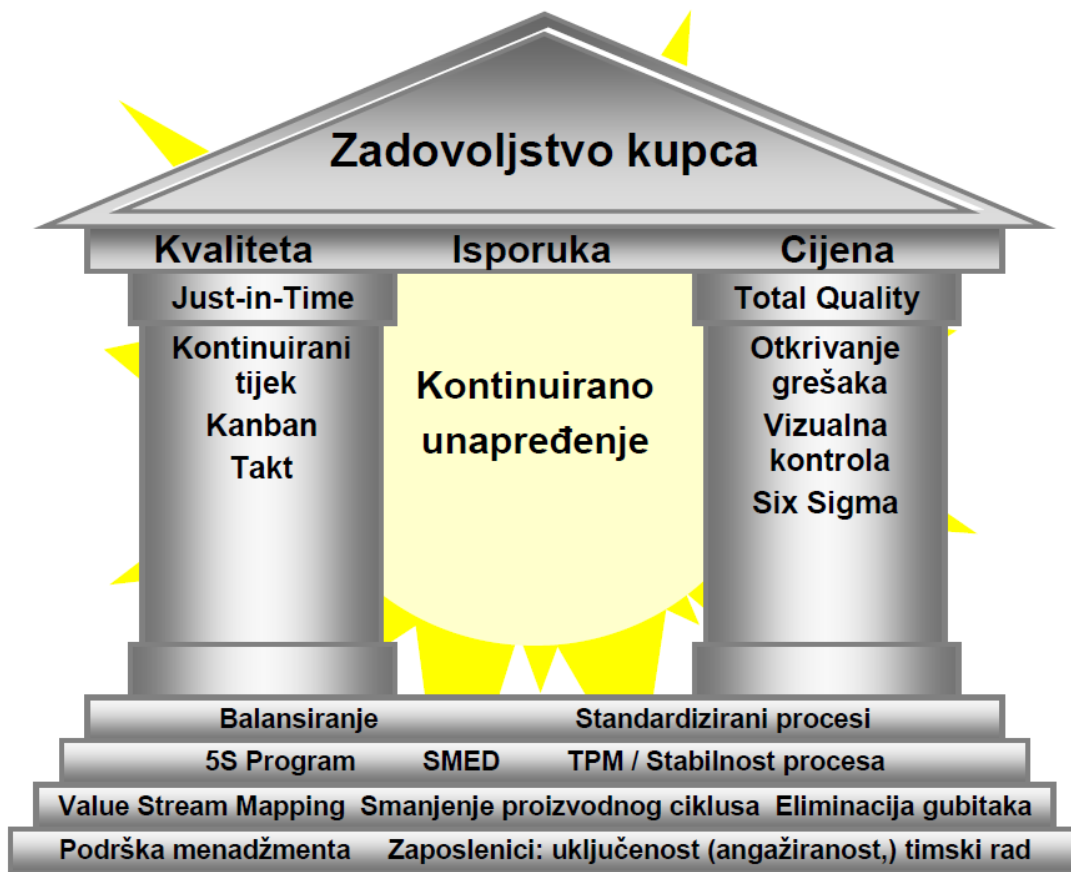 Zadovoljstvo kupca
Kvaliteta Isporuka Cijena
Just-in-Time
Kontinuirani
tijek
Kanban
Takt
Kontinuirano
unapređenje
Total Quality
Otkrivanje
grešaka
Vizualna
kontrola
Six Sigma
Balansiranje Standardizirani procesi
5S Program SMED TPM / Stabilnost procesa
Value Stream Mapping Smanjenje proizvodnog ciklusa Eliminacija gubitaka
Podrška menadžmenta Zaposlenici: uključenost (angažiranost,) timski rad